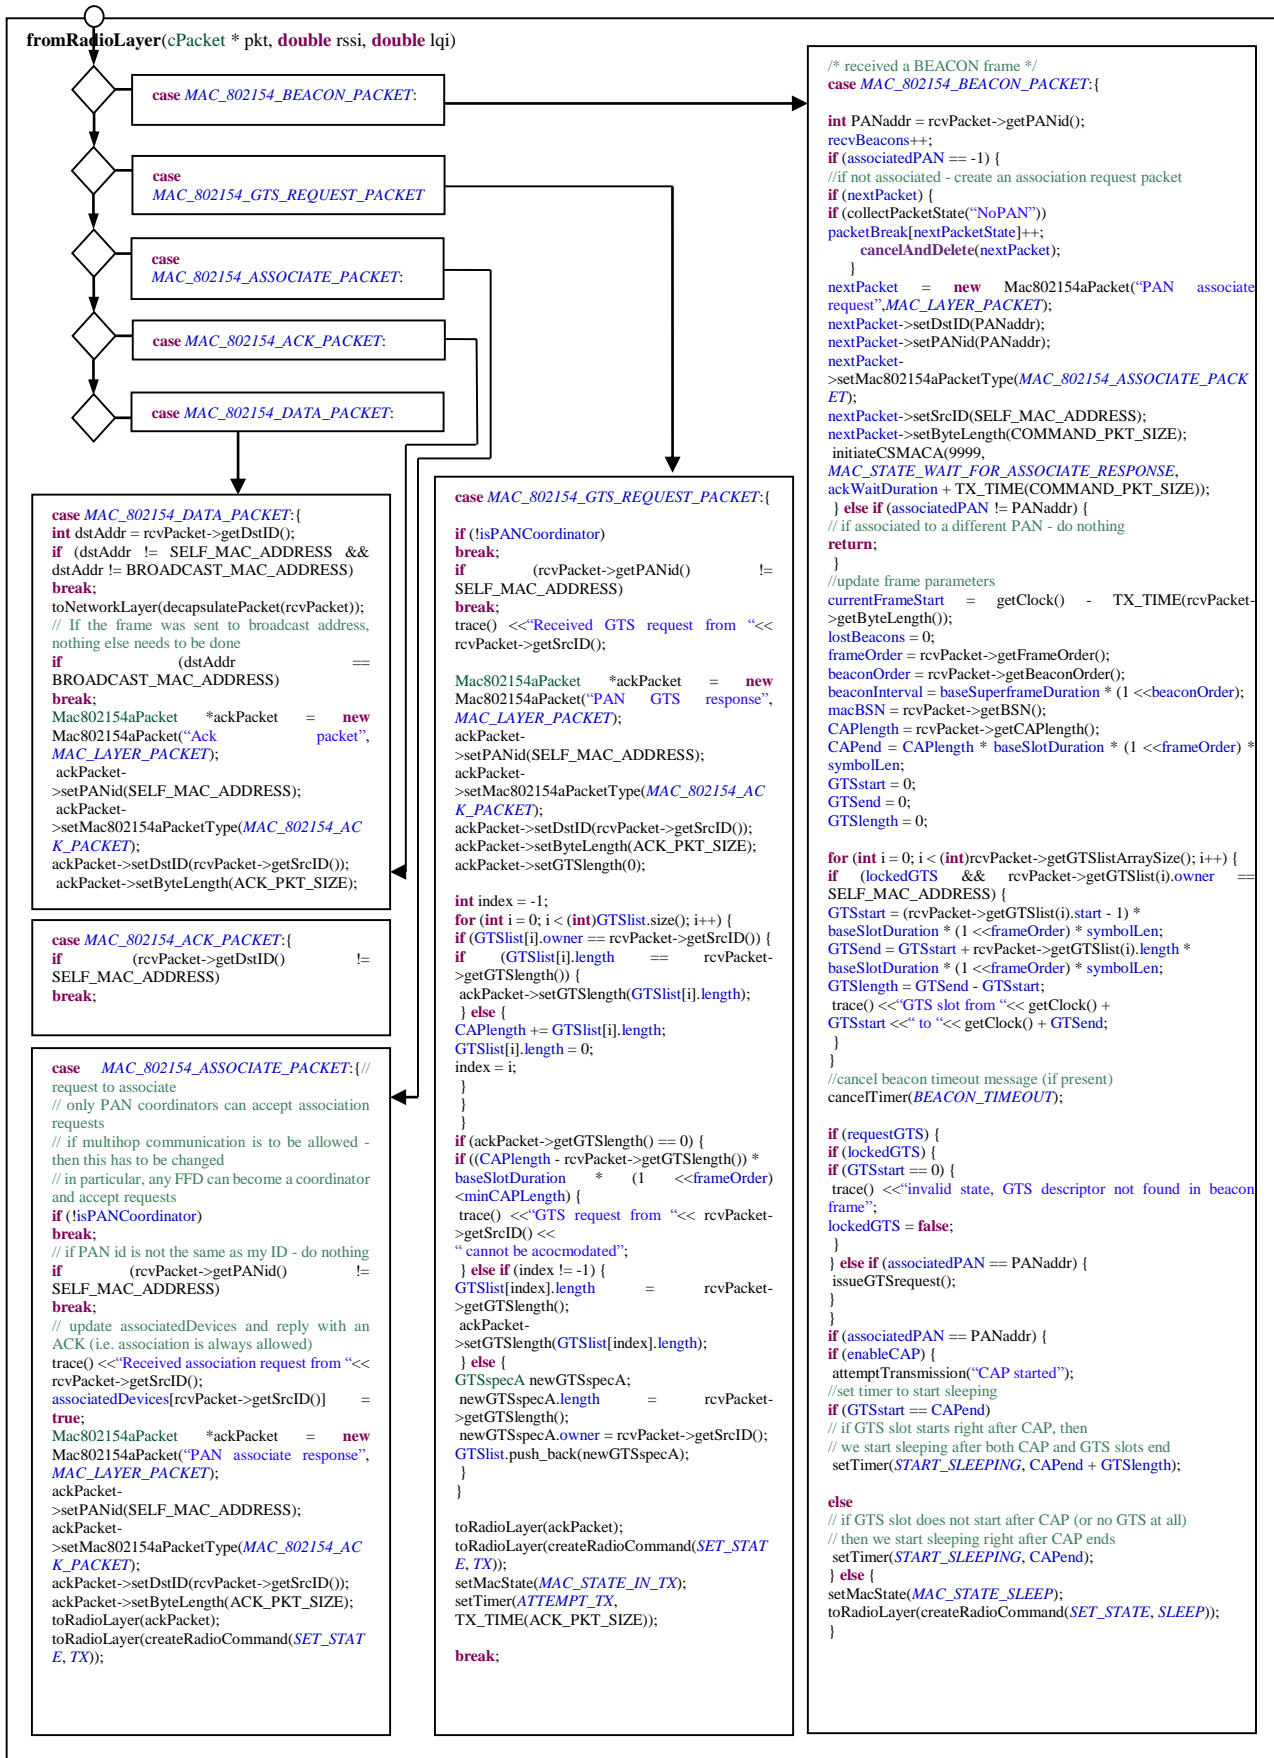 fromRadioLayer(cPacket * pkt, double rssi, double lqi)
case MAC_802154_BEACON_PACKET:
case
MAC_802154_GTS_REQUEST_PACKET
case
MAC_802154_ASSOCIATE_PACKET:
case MAC_802154_ACK_PACKET:
case MAC_802154_DATA_PACKET:
case MAC_802154_DATA_PACKET:{
int dstAddr = rcvPacket->getDstID();
if (dstAddr != SELF_MAC_ADDRESS &&
dstAddr != BROADCAST_MAC_ADDRESS)
break;
toNetworkLayer(decapsulatePacket(rcvPacket));
// If the frame was sent to broadcast address,
nothing else needs to be done
if (dstAddr ==
BROADCAST_MAC_ADDRESS)
break;
Mac802154aPacket *ackPacket = new
Mac802154aPacket(“Ack packet”,
MAC_LAYER_PACKET);
ackPacket-
>setPANid(SELF_MAC_ADDRESS);
ackPacket-
>setMac802154aPacketType(MAC_802154_AC
K_PACKET);
ackPacket->setDstID(rcvPacket->getSrcID());
ackPacket->setByteLength(ACK_PKT_SIZE);
case MAC_802154_ACK_PACKET:{
if (rcvPacket->getDstID() !=
SELF_MAC_ADDRESS)
break;
case MAC_802154_ASSOCIATE_PACKET:{//
request to associate
// only PAN coordinators can accept association
requests
// if multihop communication is to be allowed -
then this has to be changed
// in particular, any FFD can become a coordinator
and accept requests
if (!isPANCoordinator)
break;
// if PAN id is not the same as my ID - do nothing
if (rcvPacket->getPANid() !=
SELF_MAC_ADDRESS)
break;
// update associatedDevices and reply with an
ACK (i.e. association is always allowed)
trace() <<“Received association request from “<<
rcvPacket->getSrcID();
associatedDevices[rcvPacket->getSrcID()] =
true;
Mac802154aPacket *ackPacket = new
Mac802154aPacket(“PAN associate response”,
MAC_LAYER_PACKET);
ackPacket-
>setPANid(SELF_MAC_ADDRESS);
ackPacket-
>setMac802154aPacketType(MAC_802154_AC
K_PACKET);
ackPacket->setDstID(rcvPacket->getSrcID());
ackPacket->setByteLength(ACK_PKT_SIZE);
toRadioLayer(ackPacket);
toRadioLayer(createRadioCommand(SET_STAT
E, TX));
case MAC_802154_GTS_REQUEST_PACKET:{
if (!isPANCoordinator)
break;
if (rcvPacket->getPANid() !=
SELF_MAC_ADDRESS)
break;
trace() <<“Received GTS request from “<<
rcvPacket->getSrcID();
Mac802154aPacket *ackPacket = new
Mac802154aPacket(“PAN GTS response”,
MAC_LAYER_PACKET);
ackPacket-
>setPANid(SELF_MAC_ADDRESS);
ackPacket-
>setMac802154aPacketType(MAC_802154_AC
K_PACKET);
ackPacket->setDstID(rcvPacket->getSrcID());
ackPacket->setByteLength(ACK_PKT_SIZE);
ackPacket->setGTSlength(0);
int index = -1;
for (int i = 0; i < (int)GTSlist.size(); i++) {
if (GTSlist[i].owner == rcvPacket->getSrcID()) {
if (GTSlist[i].length == rcvPacket-
>getGTSlength()) {
ackPacket->setGTSlength(GTSlist[i].length);
} else {
CAPlength += GTSlist[i].length;
GTSlist[i].length = 0;
index = i;
}
}
}
if (ackPacket->getGTSlength() == 0) {
if ((CAPlength - rcvPacket->getGTSlength()) *
baseSlotDuration * (1 <<frameOrder)
<minCAPLength) {
trace() <<“GTS request from “<< rcvPacket-
>getSrcID() <<
“ cannot be acocmodated”;
} else if (index != -1) {
GTSlist[index].length = rcvPacket-
>getGTSlength();
ackPacket-
>setGTSlength(GTSlist[index].length);
} else {
GTSspecA newGTSspecA;
newGTSspecA.length = rcvPacket-
>getGTSlength();
newGTSspecA.owner = rcvPacket->getSrcID();
GTSlist.push_back(newGTSspecA);
}
}
toRadioLayer(ackPacket);
toRadioLayer(createRadioCommand(SET_STAT
E, TX));
setMacState(MAC_STATE_IN_TX);
setTimer(ATTEMPT_TX,
TX_TIME(ACK_PKT_SIZE));
break;
/* received a BEACON frame */
case MAC_802154_BEACON_PACKET:{
int PANaddr = rcvPacket->getPANid();
recvBeacons++;
if (associatedPAN == -1) {
//if not associated - create an association request packet
if (nextPacket) {
if (collectPacketState(“NoPAN”))
packetBreak[nextPacketState]++;
cancelAndDelete(nextPacket);
}
nextPacket = new Mac802154aPacket(“PAN associate
request”,MAC_LAYER_PACKET);
nextPacket->setDstID(PANaddr);
nextPacket->setPANid(PANaddr);
nextPacket-
>setMac802154aPacketType(MAC_802154_ASSOCIATE_PACK
ET);
nextPacket->setSrcID(SELF_MAC_ADDRESS);
nextPacket->setByteLength(COMMAND_PKT_SIZE);
initiateCSMACA(9999,
MAC_STATE_WAIT_FOR_ASSOCIATE_RESPONSE,
ackWaitDuration + TX_TIME(COMMAND_PKT_SIZE));
} else if (associatedPAN != PANaddr) {
// if associated to a different PAN - do nothing
return;
}
//update frame parameters
currentFrameStart = getClock() - TX_TIME(rcvPacket-
>getByteLength());
lostBeacons = 0;
frameOrder = rcvPacket->getFrameOrder();
beaconOrder = rcvPacket->getBeaconOrder();
beaconInterval = baseSuperframeDuration * (1 <<beaconOrder);
macBSN = rcvPacket->getBSN();
CAPlength = rcvPacket->getCAPlength();
CAPend = CAPlength * baseSlotDuration * (1 <<frameOrder) *
symbolLen;
GTSstart = 0;
GTSend = 0;
GTSlength = 0;
for (int i = 0; i < (int)rcvPacket->getGTSlistArraySize(); i++) {
if (lockedGTS && rcvPacket->getGTSlist(i).owner ==
SELF_MAC_ADDRESS) {
GTSstart = (rcvPacket->getGTSlist(i).start - 1) *
baseSlotDuration * (1 <<frameOrder) * symbolLen;
GTSend = GTSstart + rcvPacket->getGTSlist(i).length *
baseSlotDuration * (1 <<frameOrder) * symbolLen;
GTSlength = GTSend - GTSstart;
trace() <<“GTS slot from “<< getClock() +
GTSstart <<“ to “<< getClock() + GTSend;
}
}
//cancel beacon timeout message (if present)
cancelTimer(BEACON_TIMEOUT);
if (requestGTS) {
if (lockedGTS) {
if (GTSstart == 0) {
trace() <<“invalid state, GTS descriptor not found in beacon
frame”;
lockedGTS = false;
}
} else if (associatedPAN == PANaddr) {
issueGTSrequest();
}
}
if (associatedPAN == PANaddr) {
if (enableCAP) {
attemptTransmission(“CAP started”);
//set timer to start sleeping
if (GTSstart == CAPend)
// if GTS slot starts right after CAP, then
// we start sleeping after both CAP and GTS slots end
setTimer(START_SLEEPING, CAPend + GTSlength);
else
// if GTS slot does not start after CAP (or no GTS at all)
// then we start sleeping right after CAP ends
setTimer(START_SLEEPING, CAPend);
} else {
setMacState(MAC_STATE_SLEEP);
toRadioLayer(createRadioCommand(SET_STATE, SLEEP));
}